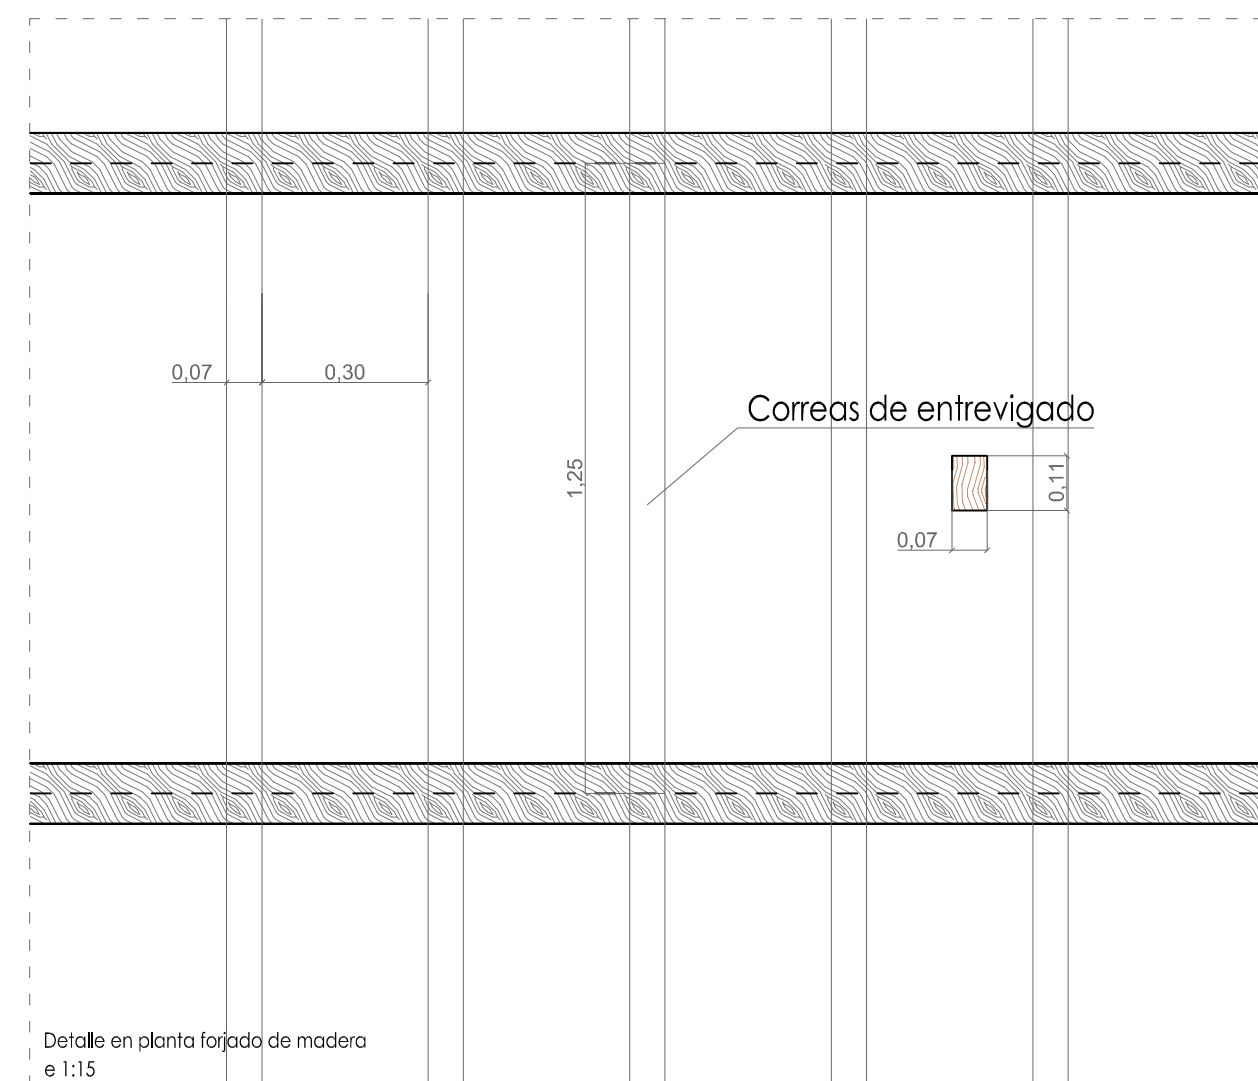 0,07
0,30
Correas de entrevigado
1,25
0,11
0,07
Detalle en planta forjado de madera
e 1:15